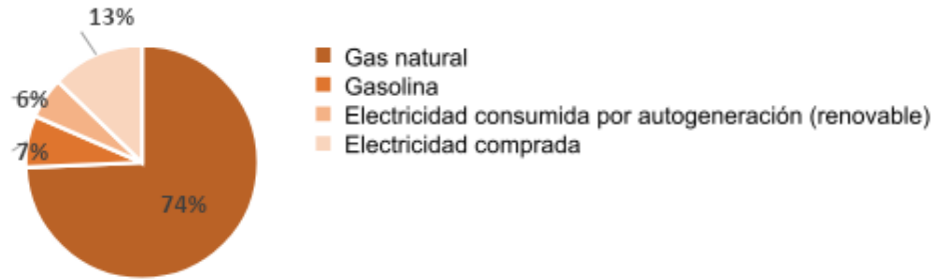 13%
6%
7%
74%
Gas natural
Gasolina
Electricidad consumida por autogeneración (renovable)
Electricidad comprada